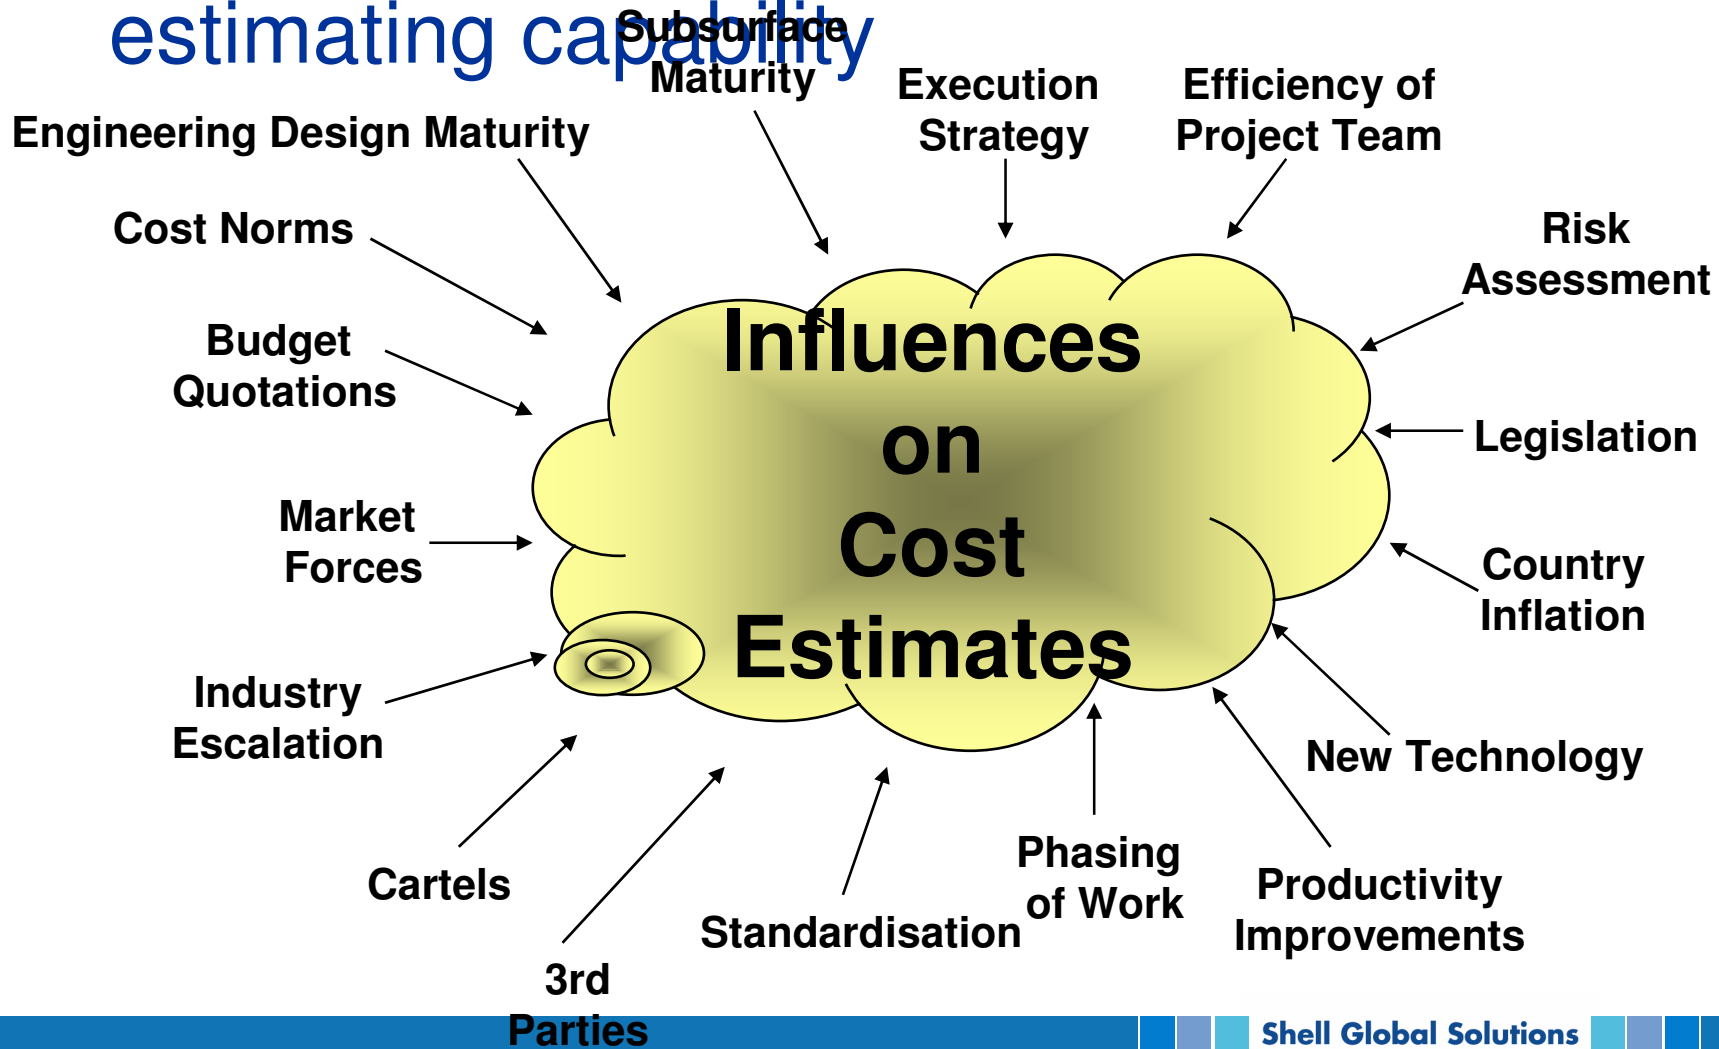 estimating capability
Subsurface
Maturity
Execution
Strategy
Efficiency of
Project Team
Engineering Design Maturity
Cost Norms
Risk
Assessment
Budget
Quotations
Influences
on
Cost
Estimates
Legislation
Market
Forces
Country
Inflation
Industry
Escalation
New Technology
Cartels
Phasing
of Work
Productivity
Improvements
Standardisation
3rd
Parties
Shell Global Solutions